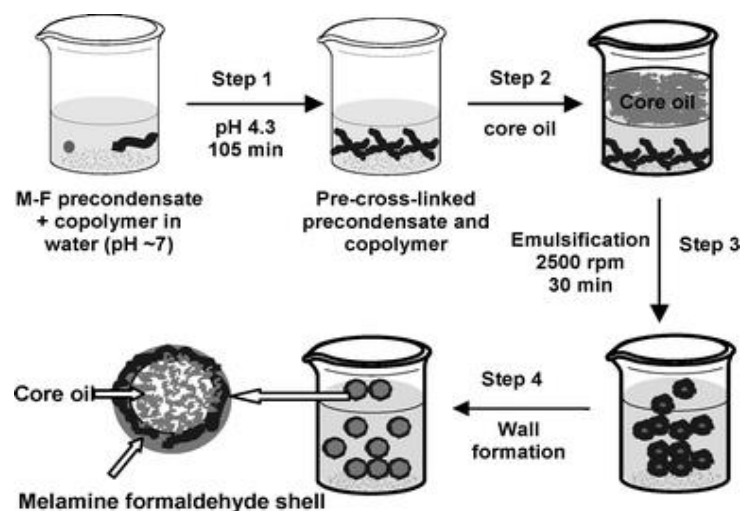 Step 1
pH 4.3
105 min
Step 2
core oil
Core oil
M-F precondensate
+ copolymer in
water (pH ~7)
Pre-cross-linked
precondensate and
copolymer
Emulsification
2500 rpm
30 min
Step 3
Core oil
Step 4
Wall
formation
Melamine formaldehyde shell